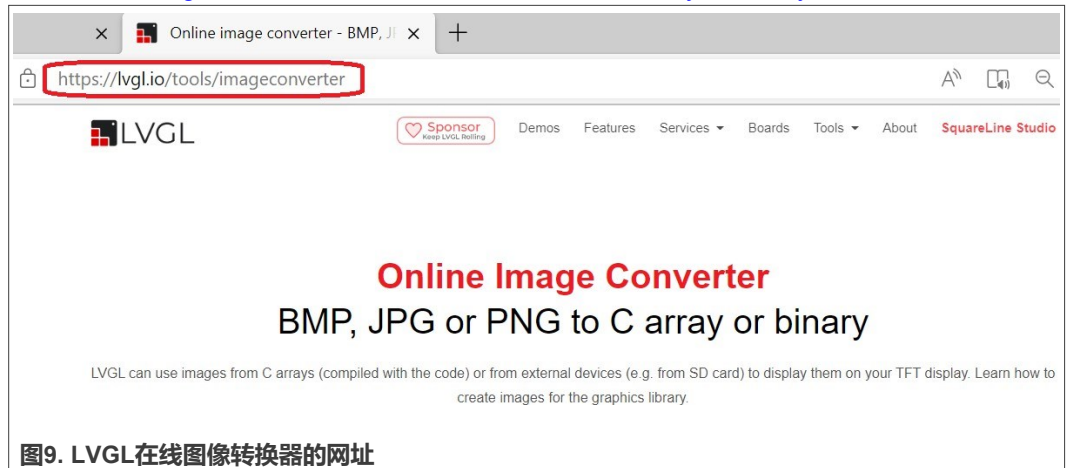 Online image converter - BMP, J
https://lvgl.io/tools/imageconverter
LVGL
Sponsor
Keep LVGL Rolling
Demos Features Services Boards Tools About SquareLine Studio
Online Image Converter
BMP, JPG or PNG to C array or binary
LVGL can use images from C arrays (compiled with the code) or from external devices (e.g. from SD card) to display them on your TFT display. Learn how to
create images for the graphics library.
图9. LVGL在线图像转换器的网址